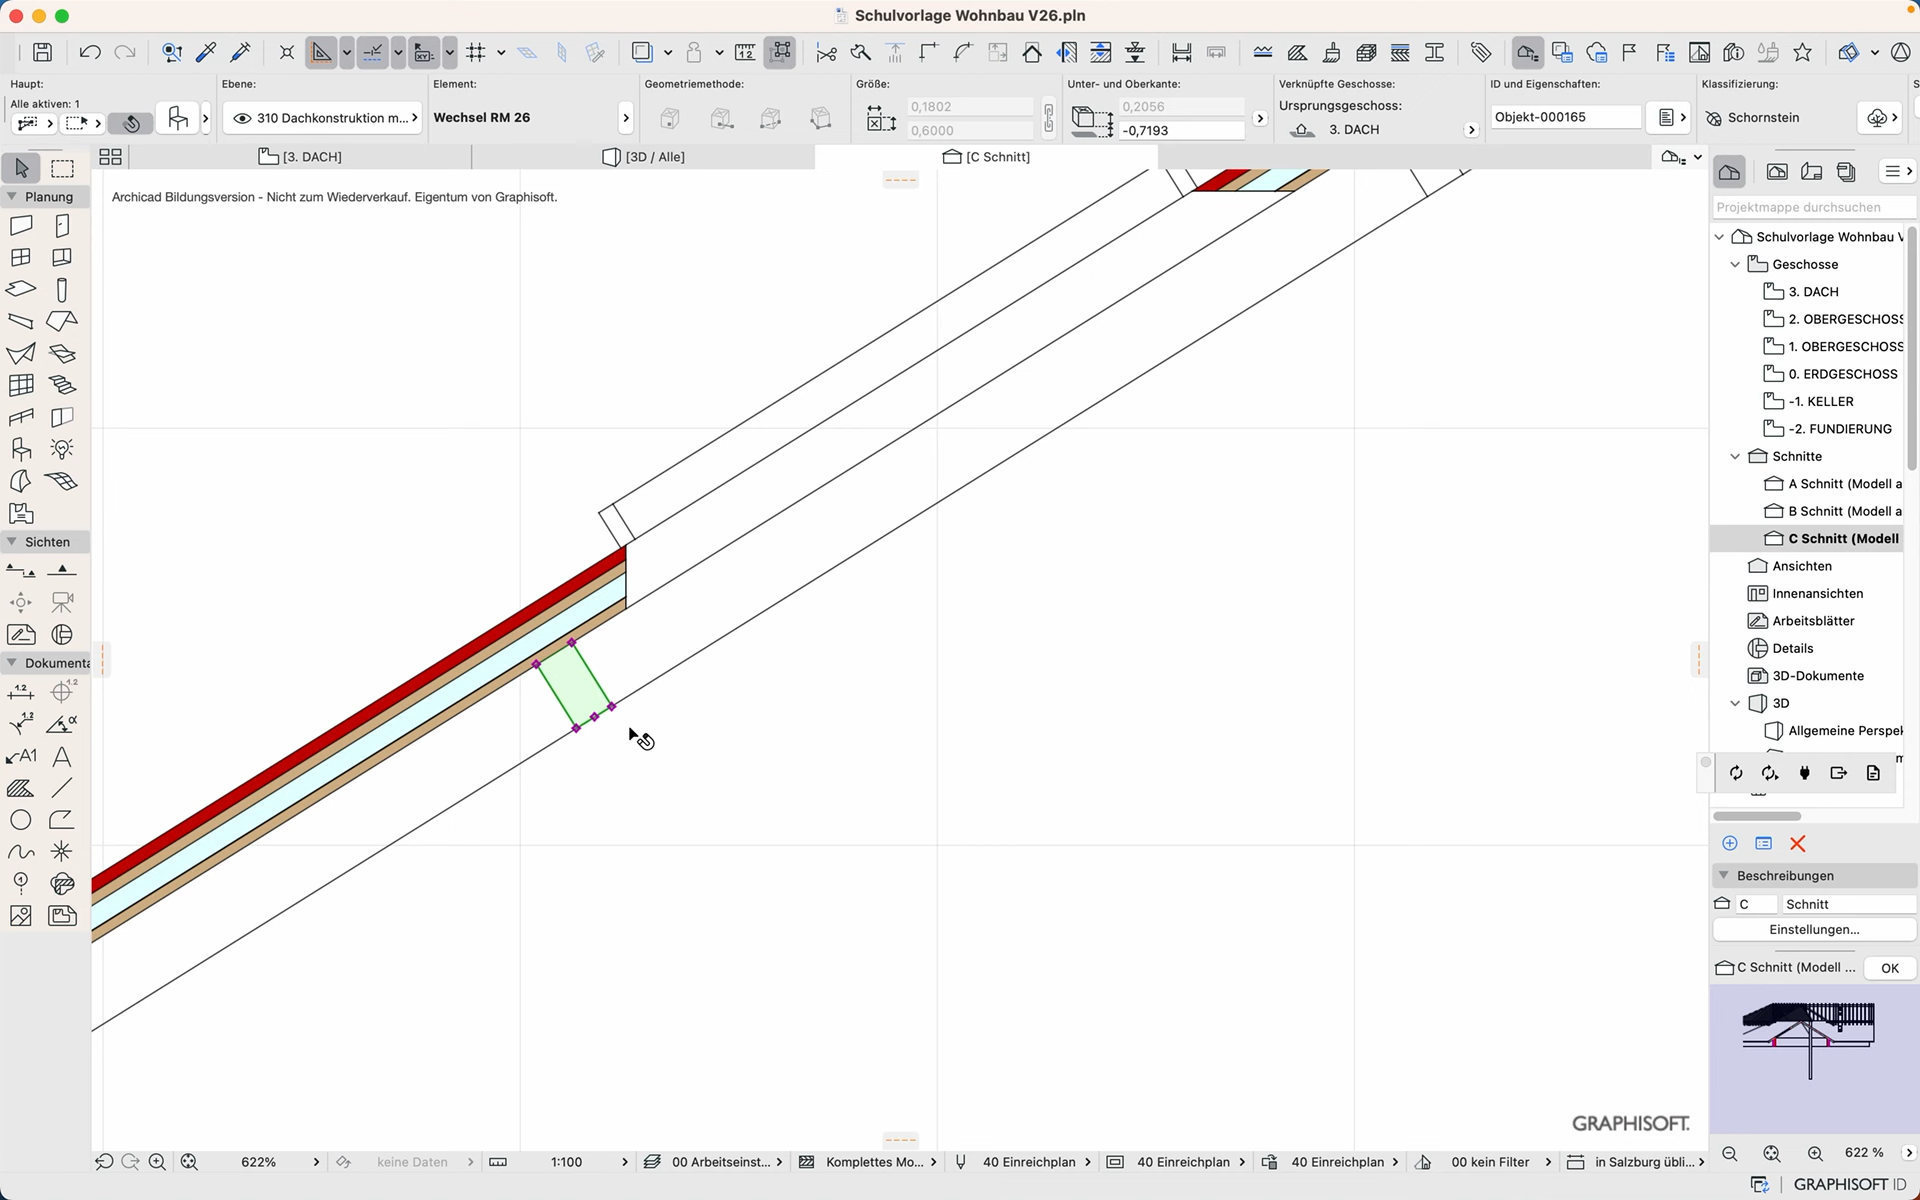 Schulvorlage Wohnbau V26.pln
Haupt:
Alle aktiven: 1
Ebene:
310 Dachkonstruktion m...
Element:
Wechsel RM 26
Geometriemethode:
Größe:
0,1802
0,6000
Unter- und Oberkante:
0,2056
-0,7193
Verknüpfte Geschosse:
Ursprungsgeschoss:
3. DACH
ID und Eigenschaften:
Objekt-000165
Klassifizierung:
Schornstein
[3. DACH]
[3D / Alle]
[C Schnitt]
Planung
Sichten
Dokumenta
Archicad Bildungsversion - Nicht zum Wiederverkauf. Eigentum von Graphisoft.
Projektmappe durchsuchen
Schulvorlage Wohnbau V
Geschosse
3. DACH
2. OBERGESCHOSS
1. OBERGESCHOSS
0. ERDGESCHOSS
-1. KELLER
-2. FUNDIERUNG
Schnitte
A Schnitt (Modell a
B Schnitt (Modell a
C Schnitt (Modell
Ansichten
Innenansichten
Arbeitsblätter
Details
3D-Dokumente
3D
Allgemeine Perspek
Beschreibungen
C
Schnitt
Einstellungen...
C Schnitt (Modell ...
OK
GRAPHISOFT.
622%
keine Daten
1:100
00 Arbeitseinst...
Komplettes Mo...
40 Einreichplan
40 Einreichplan
40 Einreichplan
00 kein Filter
in Salzburg übli...
622 %
GRAPHISOFT ID